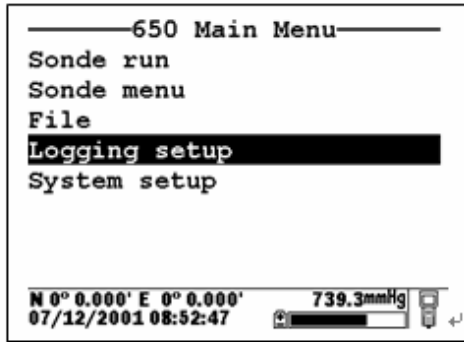 650 Main Menu
Sonde run
Sonde menu
File
Logging setup
System setup
N 0° 0.000' E 0° 0.000' 739.3mmHg
07/12/2001 08:52:47